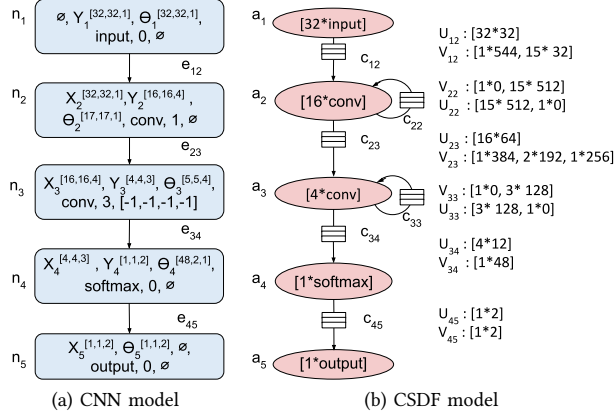 n₁
∅, Y₁^[32,32,1], Θ₁^[32,32,1],
input, 0, ∅
e₁₂
n₂
X₂^[32,32,1],Y₂^[16,16,4] ,
Θ₂^[17,17,1], conv, 1, ∅
e₂₃
n₃
X₃^[16,16,4], Y₃^[4,4,3], Θ₃^[5,5,4],
conv, 3, [-1,-1,-1,-1]
e₃₄
n₄
X₄^[4,4,3] , Y₄^[1,1,2], Θ₄^[48,2,1],
softmax, 0, ∅
e₄₅
n₅
X₅^[1,1,2], Θ₅^[1,1,2], ∅,
output, 0, ∅
(a) CNN model
a₁
[32*input]
c₁₂
a₂
[16*conv]
c₂₂
c₂₃
a₃
[4*conv]
c₃₃
c₃₄
a₄
[1*softmax]
c₄₅
a₅
[1*output]
U₁₂ : [32*32]
V₁₂ : [1*544, 15* 32]
V₂₂ : [1*0, 15* 512]
U₂₂ : [15* 512, 1*0]
U₂₃ : [16*64]
V₂₃ : [1*384, 2*192, 1*256]
V₃₃ : [1*0, 3* 128]
U₃₃ : [3* 128, 1*0]
U₃₄ : [4*12]
V₃₄ : [1*48]
U₄₅ : [1*2]
V₄₅ : [1*2]
(b) CSDF model